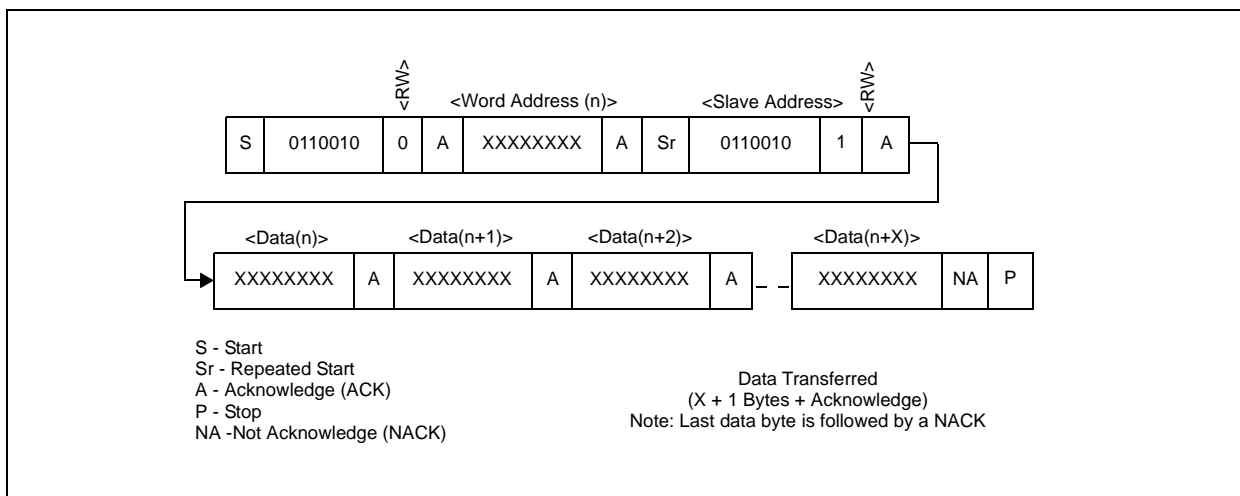 <RW> <Word Address (n)> <Slave Address> <RW>
S 0110010 0 A XXXXXXXX A Sr 0110010 1 A
<Data(n)> <Data(n+1)> <Data(n+2)> <Data(n+X)>
XXXXXXXX A XXXXXXXX A XXXXXXXX A XXXXXXXX NA P
S - Start
Sr - Repeated Start
A - Acknowledge (ACK)
P - Stop
NA -Not Acknowledge (NACK)
Data Transferred
(X + 1 Bytes + Acknowledge)
Note: Last data byte is followed by a NACK